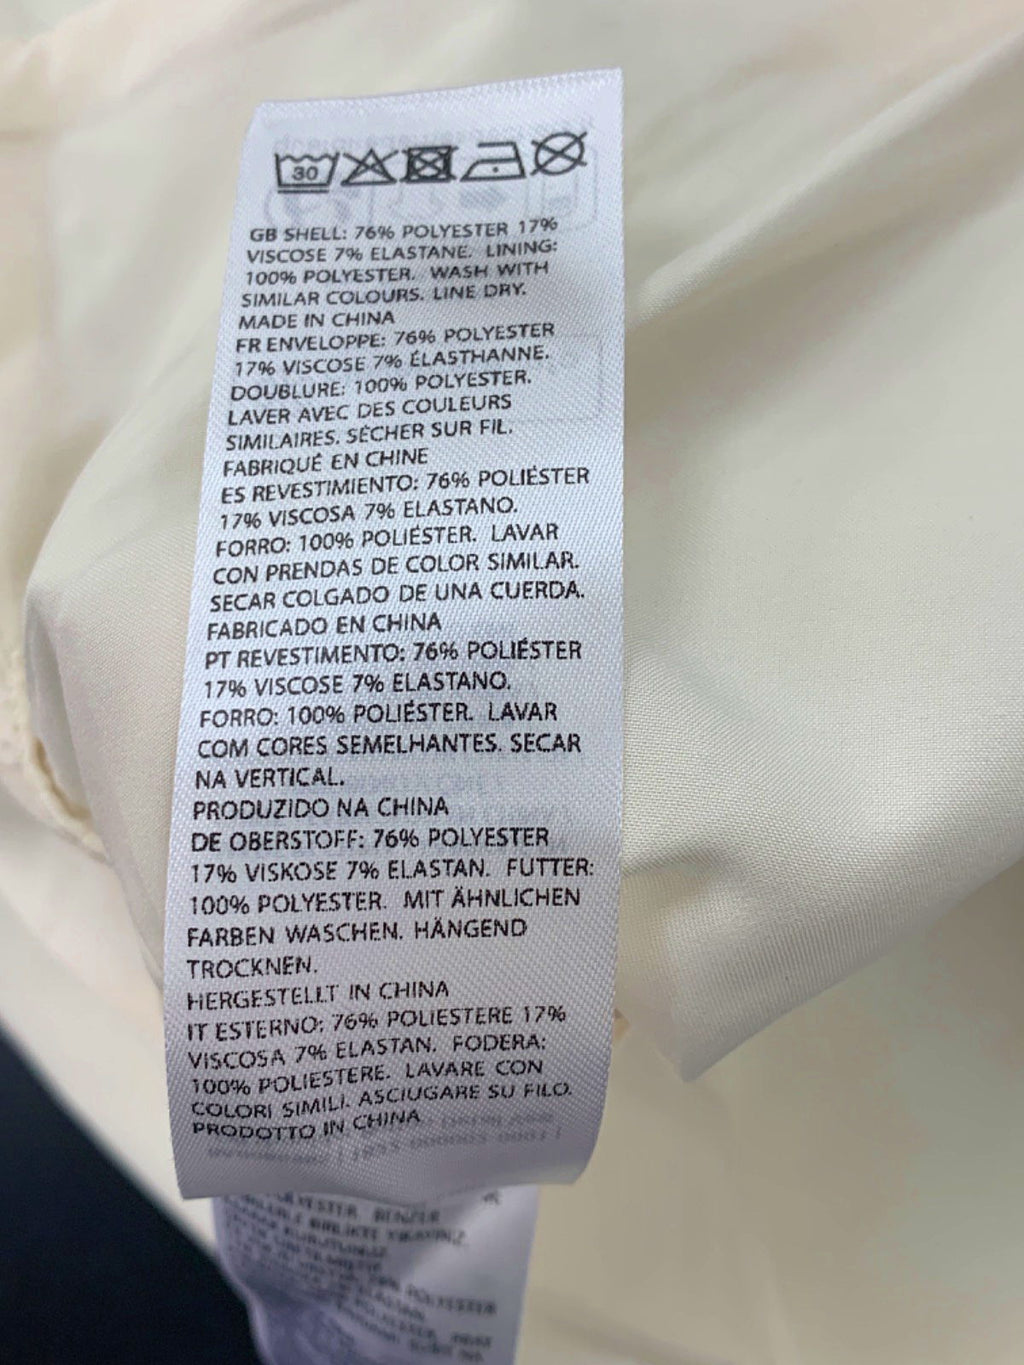 30
GB SHELL: 76% POLYESTER 17%
VISCOSE 7% ELASTANE. LINING:
100% POLYESTER. WASH WITH
SIMILAR COLOURS. LINE DRY.
MADE IN CHINA
FR ENVELOPPE: 76% POLYESTER
17% VISCOSE 7% ÉLASTHANNE.
DOUBLURE: 100% POLYESTER.
LAVER AVEC DES COULEURS
SIMILAIRES. SÉCHER SUR FIL.
FABRIQUÉ EN CHINE
ES REVESTIMIENTO: 76% POLIÉSTER
17% VISCOSA 7% ELASTANO.
FORRO: 100% POLIÉSTER. LAVAR
CON PRENDAS DE COLOR SIMILAR.
SECAR COLGADO DE UNA CUERDA.
FABRICADO EN CHINA
PT REVESTIMENTO: 76% POLIÉSTER
17% VISCOSE 7% ELASTANO.
FORRO: 100% POLIÉSTER. LAVAR
COM CORES SEMELHANTES. SECAR
NA VERTICAL.
PRODUZIDO NA CHINA
DE OBERSTOFF: 76% POLYESTER
17% VISKOSE 7% ELASTAN. FUTTER:
100% POLYESTER. MIT ÄHNLICHEN
FARBEN WASCHEN. HÄNGEND
TROCKNEN.
HERGESTELLT IN CHINA
IT ESTERNO: 76% POLIESTERE 17%
VISCOSA 7% ELASTAN. FODERA:
100% POLIESTERE. LAVARE CON
COLORI SIMILI. ASCIUGARE SU FILO.
PRODOTTO IN CHINA